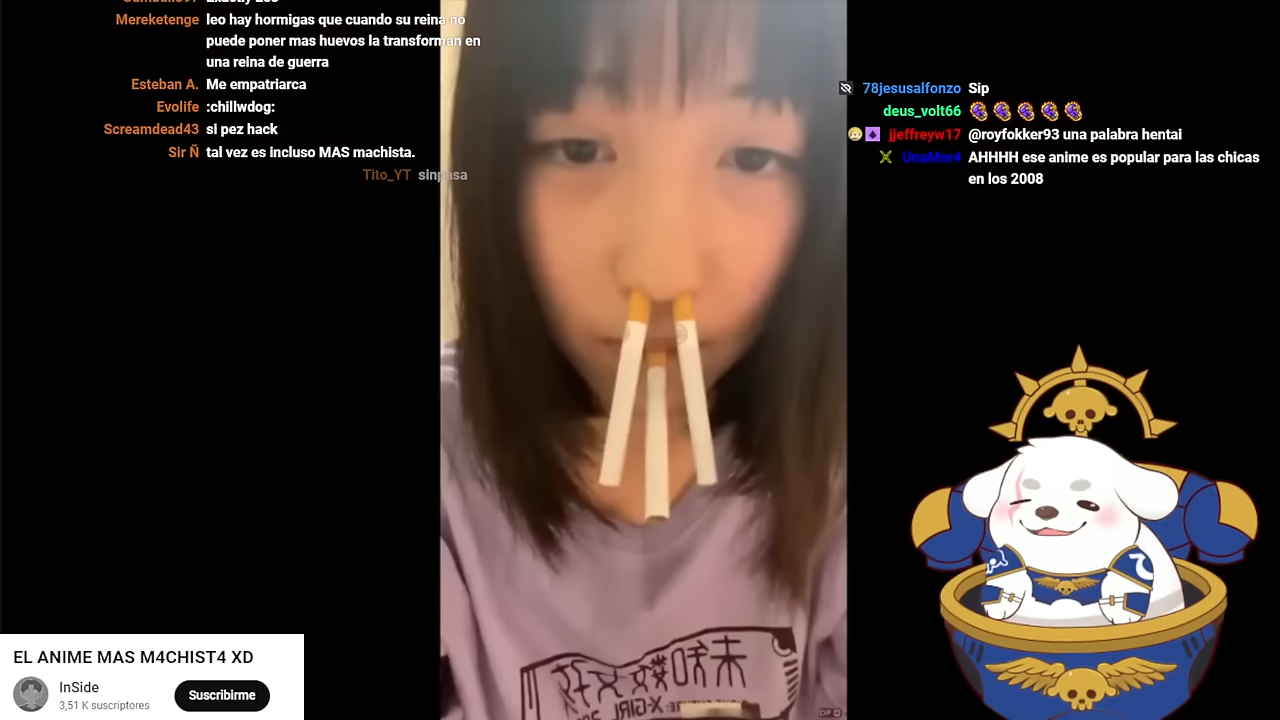 Mereketenge leo hay hormigas que cuando su reina no
puede poner mas huevos la transforman en
una reina de guerra
Esteban A. Me empatriarca
Evolife :chillwdog:
Screamdead43 sl pez hack
Sir Ñ tal vez es incluso MAS machista.
Tito_YT sinpasa
78jesusalfonzo Sip
deus_volt66
jjeffreyw17 @royfokker93 una palabra hentai
UnaMor4 AHHHH ese anime es popular para las chicas
en los 2008
EL ANIME MAS M4CHIST4 XD
InSide
3,51 K suscriptores
Suscribirme
X-GIRL